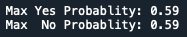 Max Yes Probablity: 0.59
Max  No Probablity: 0.59